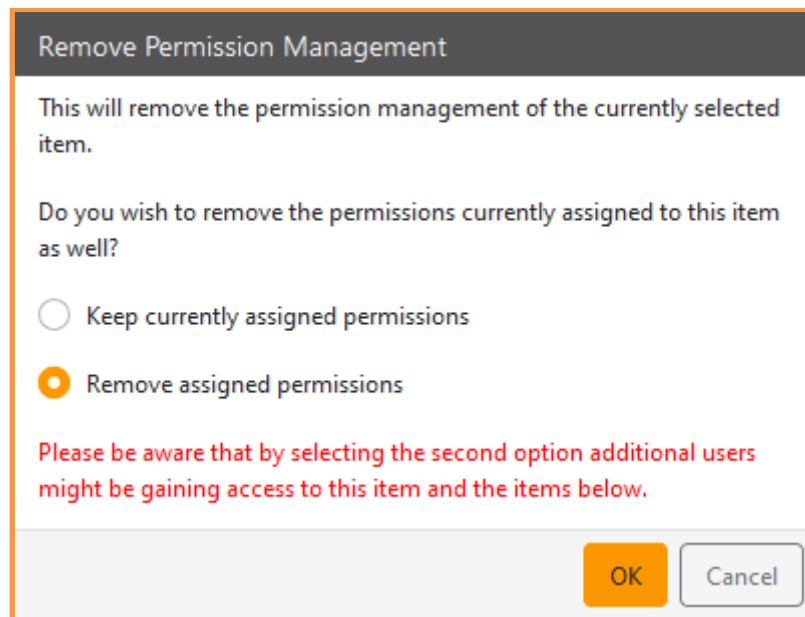 Remove Permission Management
This will remove the permission management of the currently selected
item.
Do you wish to remove the permissions currently assigned to this item
as well?
Keep currently assigned permissions
Remove assigned permissions
Please be aware that by selecting the second option additional users
might be gaining access to this item and the items below.
OK
Cancel